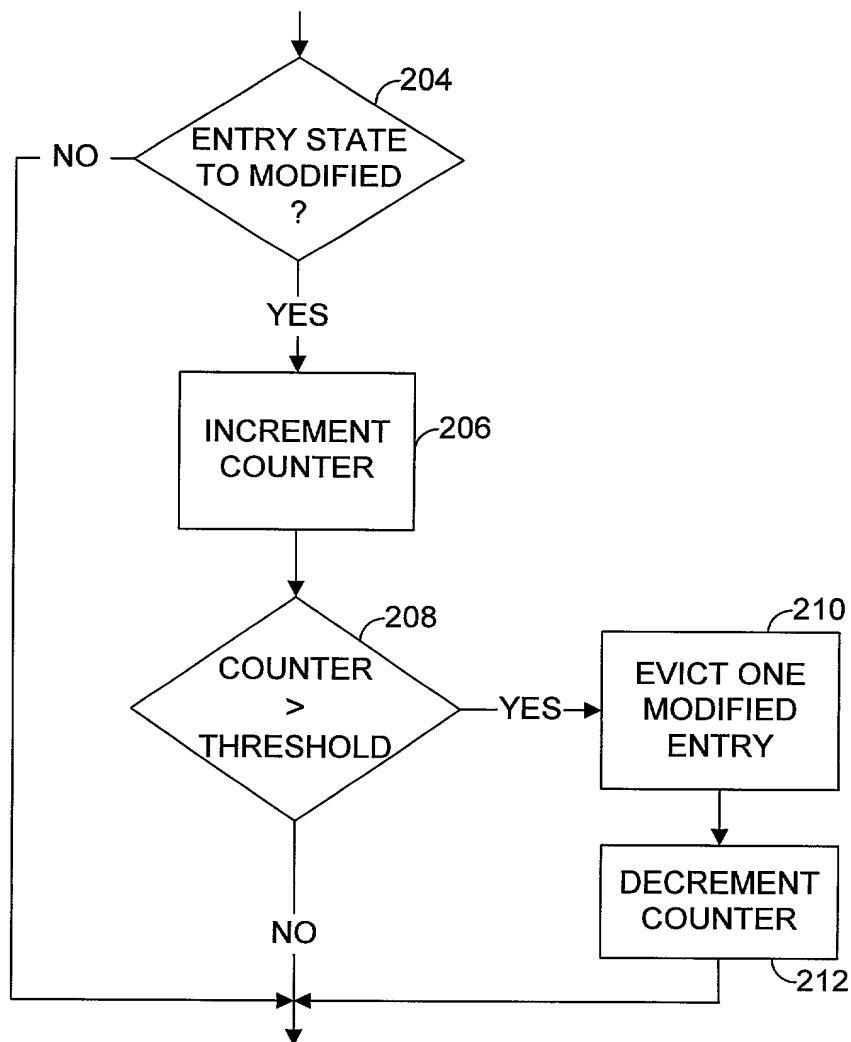 204
ENTRY STATE
TO MODIFIED
?
NO
YES
INCREMENT
COUNTER
206
208
COUNTER
>
THRESHOLD
YES
210
EVICT ONE
MODIFIED
ENTRY
DECREMENT
COUNTER
212
NO